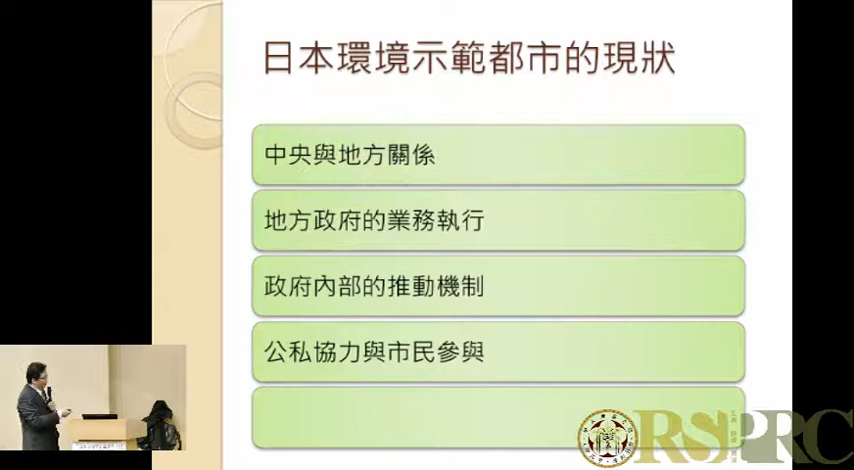 日本環境示範都市的現狀
中央與地方關係
地方政府的業務執行
政府內部的推動機制
公私協力與市民參與
RSPRC